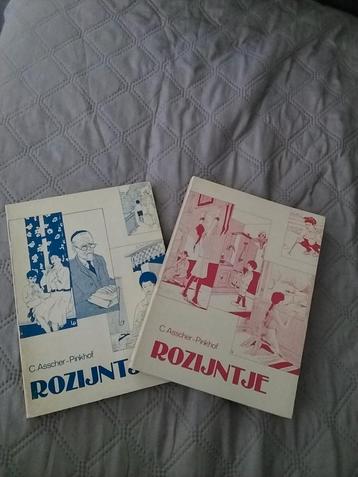 C. Asscher-Pinkhof
ROZIJNTJE
C. Asscher-Pinkhof
ROZIJNTJE